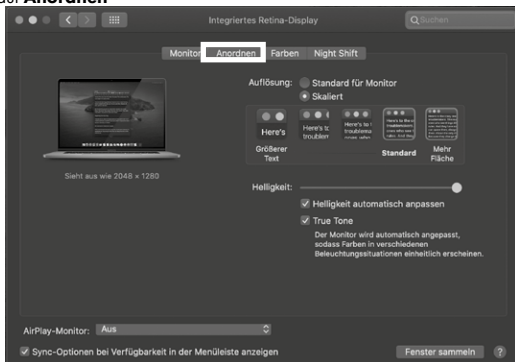 auf Anordnen
Integriertes Retina-Display
Suchen
Monitor Anordnen Farben Night Shift
Auflösung: Standard für Monitor
Skaliert
Here's
Größerer
Text
Standard
Mehr
Fläche
Sieht aus wie 2048 × 1280
Helligkeit:
Helligkeit automatisch anpassen
True Tone
Der Monitor wird automatisch angepasst,
sodass Farben in verschiedenen
Beleuchtungssituationen einheitlich erscheinen.
AirPlay-Monitor: Aus
Sync-Optionen bei Verfügbarkeit in der Menüleiste anzeigen
Fenster sammeln ?